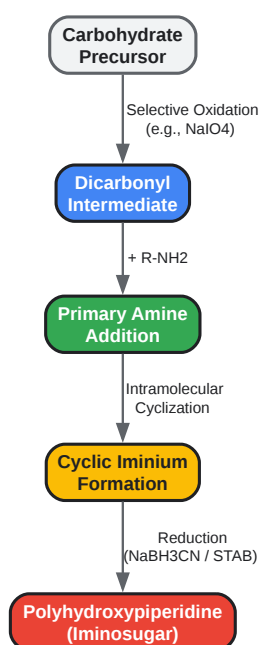 Carbohydrate
Precursor
Selective Oxidation
(e.g., NaIO4)
Dicarbonyl
Intermediate
+ R-NH2
Primary Amine
Addition
Intramolecular
Cyclization
Cyclic Iminium
Formation
Reduction
(NaBH3CN / STAB)
Polyhydroxypiperidine
(Iminosugar)